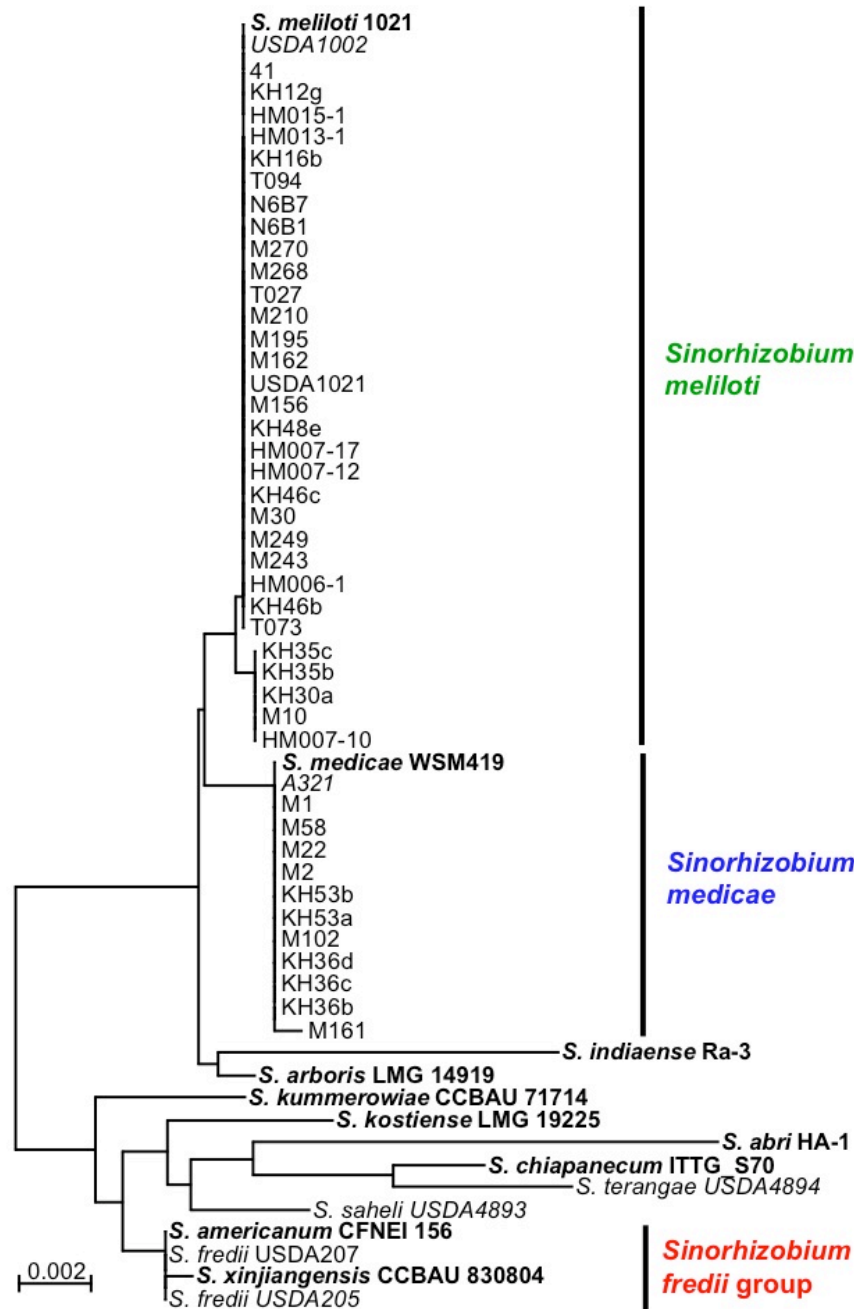 S. meliloti 1021
USDA1002
41
KH12g
HM015-1
HM013-1
KH16b
T094
N6B7
N6B1
M270
M268
T027
M210
M195
M162
USDA1021
M156
KH48e
HM007-17
HM007-12
KH46c
M30
M249
M243
HM006-1
KH46b
T073
KH35c
KH35b
KH30a
M10
HM007-10
Sinorhizobium
meliloti
S. medicae WSM419
A321
M1
M58
M22
M2
KH53b
KH53a
M102
KH36d
KH36c
KH36b
M161
Sinorhizobium
medicae
S. indiaense Ra-3
S. arboris LMG 14919
S. kummerowiae CCBAU 71714
S. kostiense LMG 19225
S. abri HA-1
S. chiapanecum ITTG_S70
S. terangae USDA4894
S. saheli USDA4893
S. americanum CFNEI 156
S. fredii USDA207
S. xinjiangensis CCBAU 830804
S. fredii USDA205
Sinorhizobium
fredii group
0.002